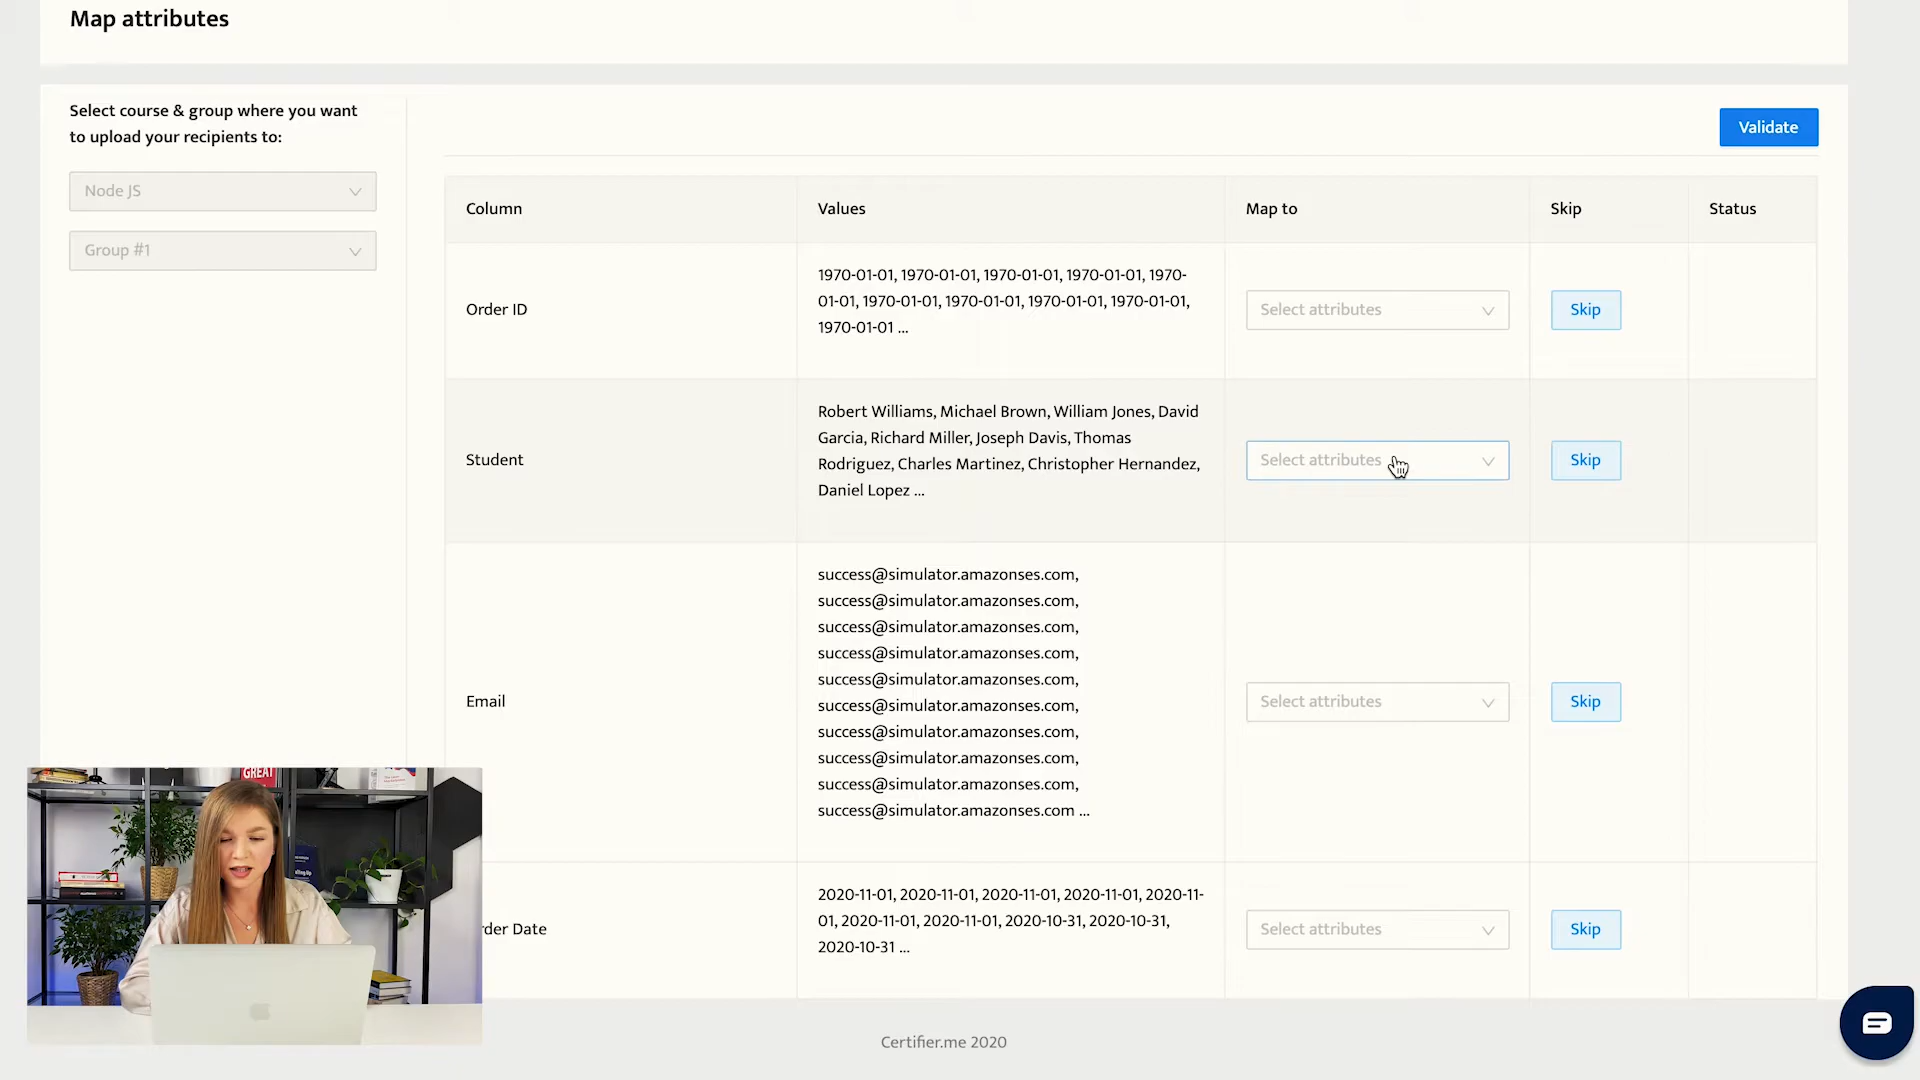 Map attributes
Select course & group where you want
to upload your recipients to:
Node JS
Group #1
Validate
Column
Values
Map to
Skip
Status
Order ID
1970-01-01, 1970-01-01, 1970-01-01, 1970-01-01, 1970-
01-01, 1970-01-01, 1970-01-01, 1970-01-01, 1970-01-01,
1970-01-01 ...
Select attributes
Skip
Student
Robert Williams, Michael Brown, William Jones, David
Garcia, Richard Miller, Joseph Davis, Thomas
Rodriguez, Charles Martinez, Christopher Hernandez,
Daniel Lopez ...
Select attributes
Skip
Email
success@simulator.amazonses.com,
success@simulator.amazonses.com,
success@simulator.amazonses.com,
success@simulator.amazonses.com,
success@simulator.amazonses.com,
success@simulator.amazonses.com,
success@simulator.amazonses.com,
success@simulator.amazonses.com,
success@simulator.amazonses.com,
success@simulator.amazonses.com ...
Select attributes
Skip
rder Date
2020-11-01, 2020-11-01, 2020-11-01, 2020-11-01, 2020-11-
01, 2020-11-01, 2020-11-01, 2020-10-31, 2020-10-31,
2020-10-31 ...
Select attributes
Skip
GREAT
Certifier.me 2020